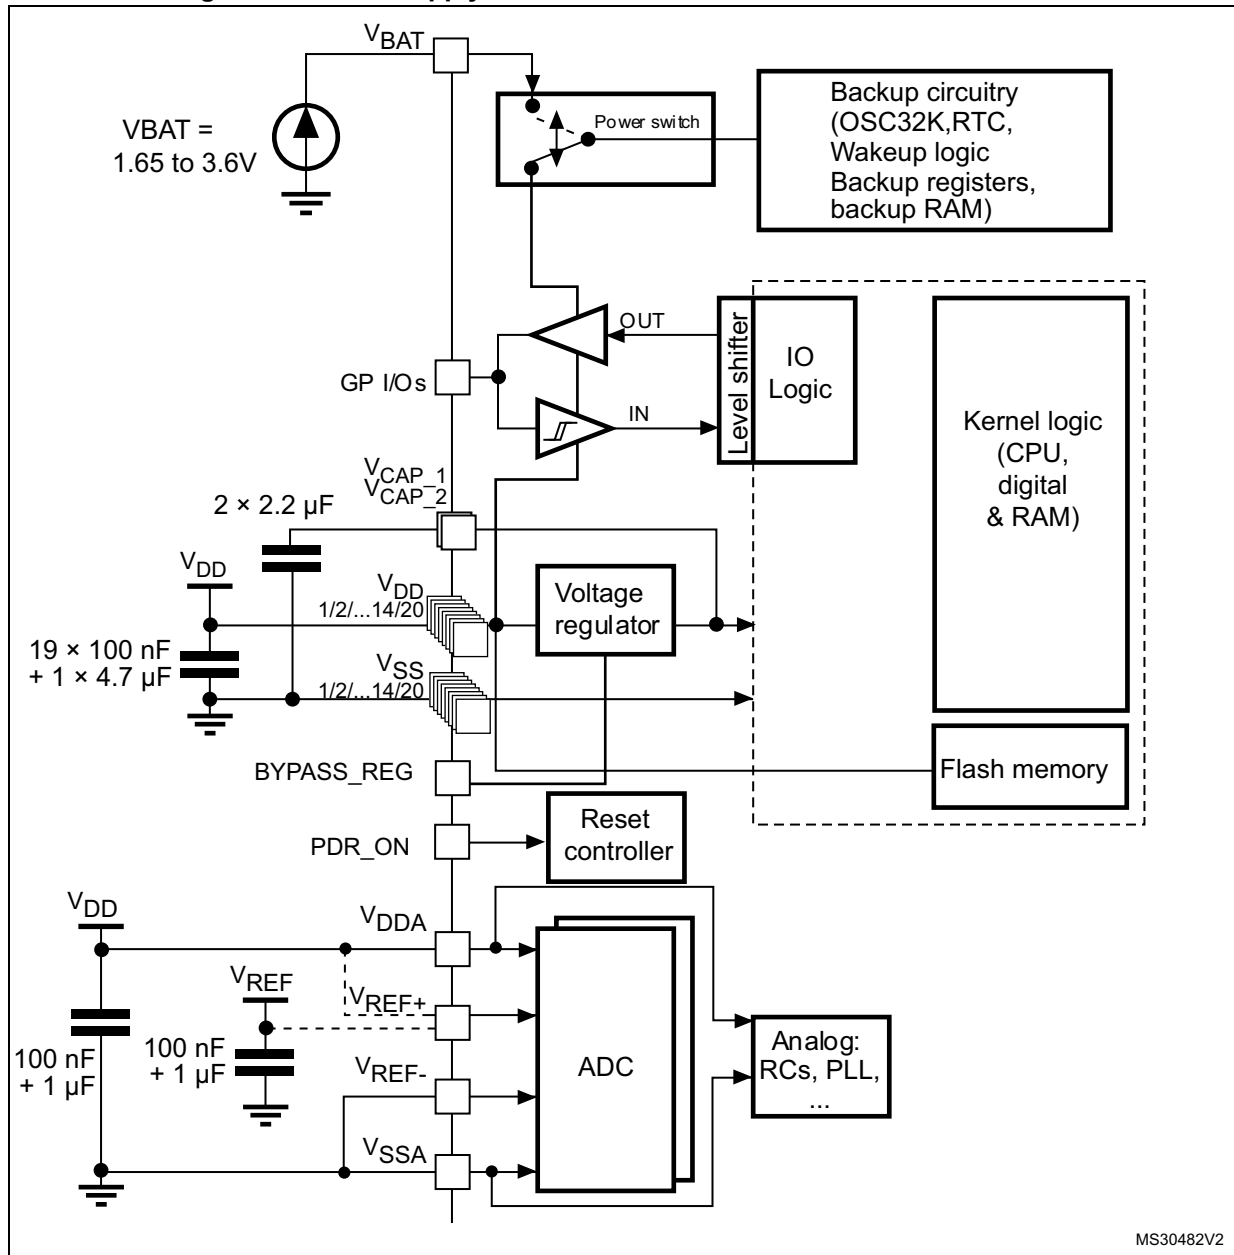 VBAT
VBAT =
1.65 to 3.6V
Power switch
Backup circuitry
(OSC32K,RTC,
Wakeup logic
Backup registers,
backup RAM)
OUT
GP I/Os
IN
Level shifter
IO
Logic
Kernel logic
(CPU,
digital
& RAM)
VCAP_1
VCAP_2
2 × 2.2 µF
VDD
VDD
1/2/...14/20
Voltage
regulator
19 × 100 nF
+ 1 × 4.7 µF
VSS
1/2/...14/20
BYPASS_REG
Flash memory
PDR_ON
Reset
controller
VDD
VDDA
VREF
VREF+
100 nF
+ 1 µF
100 nF
+ 1 µF
VREF-
ADC
Analog:
RCs, PLL,
...
VSSA
MS30482V2